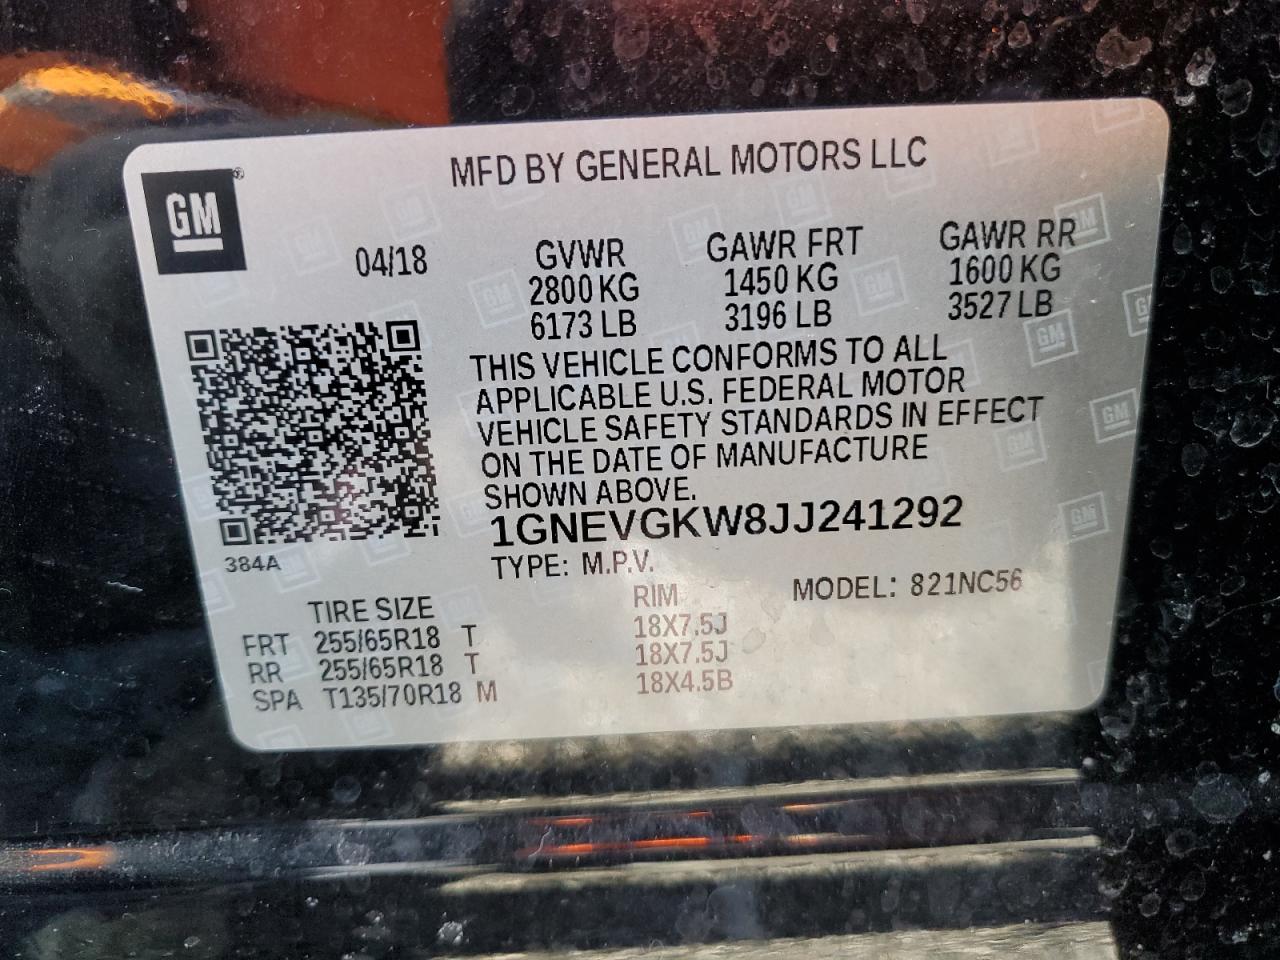 MFD BY GENERAL MOTORS LLC
GM®
04/18
GVWR GAWR FRT GAWR RR
2800 KG 1450 KG 1600 KG
6173 LB 3196 LB 3527 LB
THIS VEHICLE CONFORMS TO ALL
APPLICABLE U.S. FEDERAL MOTOR
VEHICLE SAFETY STANDARDS IN EFFECT
ON THE DATE OF MANUFACTURE
SHOWN ABOVE.
1GNEVGKW8JJ241292
384A
TYPE: M.P.V.
MODEL: 821NC56
TIRE SIZE RIM
FRT 255/65R18 T 18X7.5J
RR 255/65R18 T 18X7.5J
SPA T135/70R18 M 18X4.5B